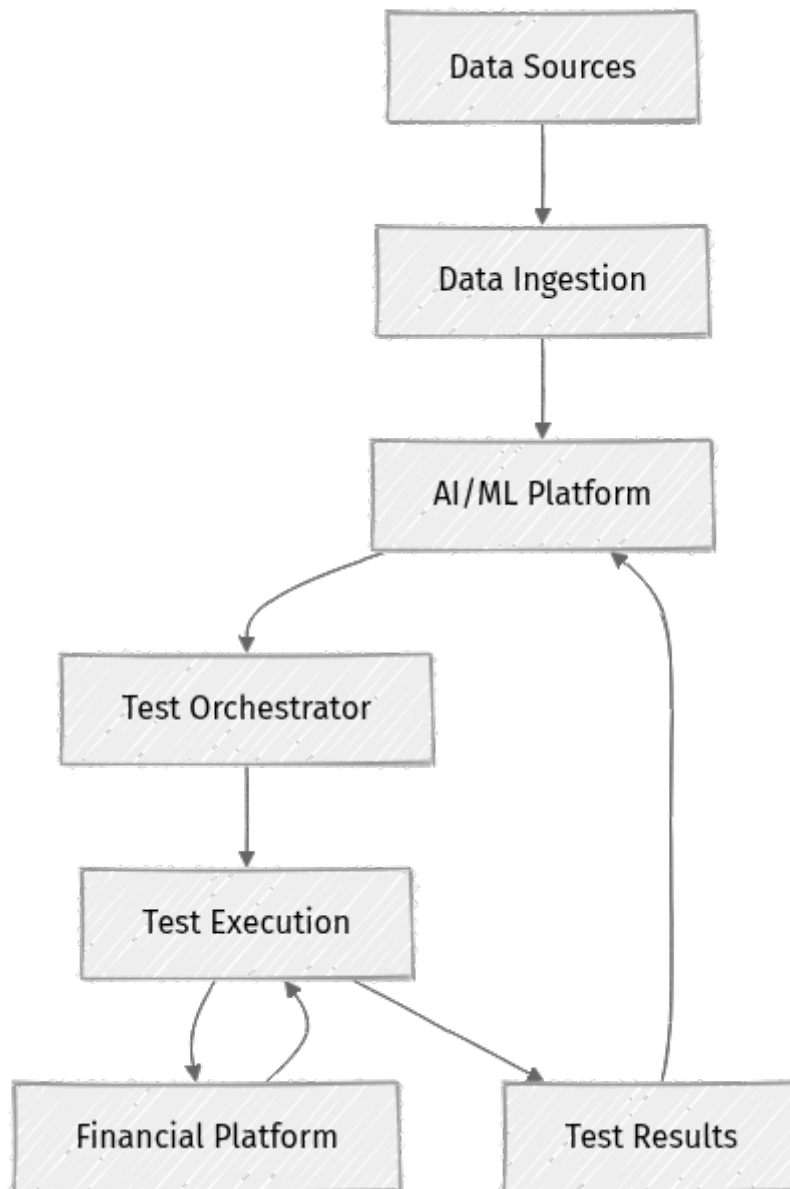 Data Sources
Data Ingestion
AI/ML Platform
Test Orchestrator
Test Execution
Financial Platform
Test Results